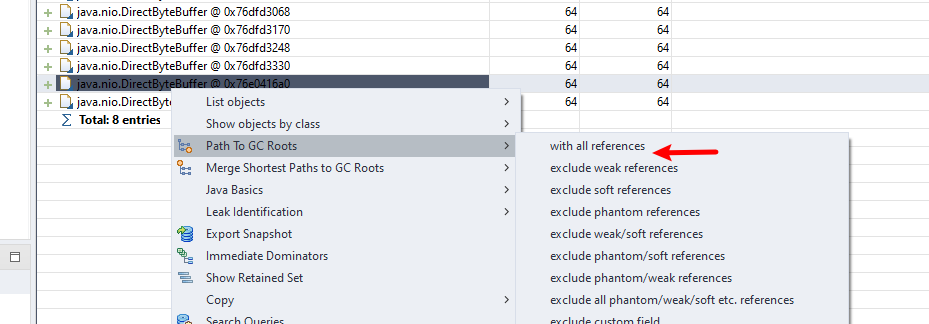 java.nio.DirectByteBuffer @ 0x76dfd3068 64 64
java.nio.DirectByteBuffer @ 0x76dfd3170 64 64
java.nio.DirectByteBuffer @ 0x76dfd3248 64 64
java.nio.DirectByteBuffer @ 0x76dfd3330 64 64
java.nio.DirectByteBuffer @ 0x76e0416a0 64 64
java.nio.DirectByte 64 64
Total: 8 entries
List objects
Show objects by class
Path To GC Roots
Merge Shortest Paths to GC Roots
Java Basics
Leak Identification
Export Snapshot
Immediate Dominators
Show Retained Set
Copy
Search Queries
with all references
exclude weak references
exclude soft references
exclude phantom references
exclude weak/soft references
exclude phantom/soft references
exclude phantom/weak references
exclude all phantom/weak/soft etc. references
exclude custom field